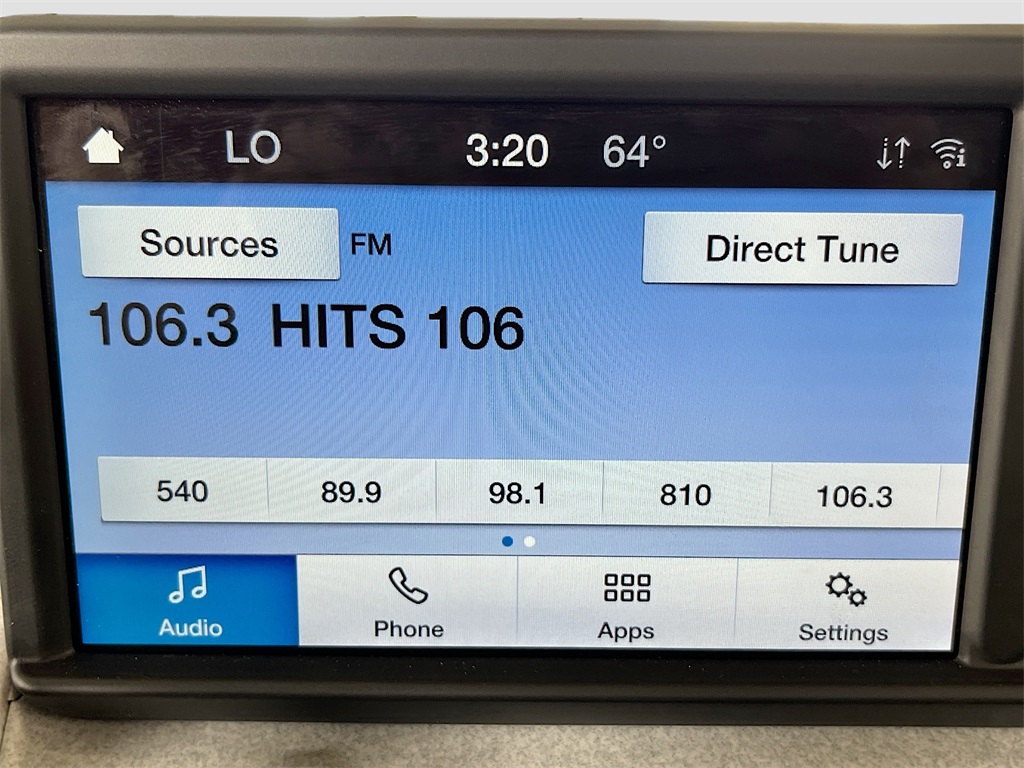 LO 3:20 64°
Sources FM Direct Tune
106.3 HITS 106
540 89.9 98.1 810 106.3
Audio Phone Apps Settings